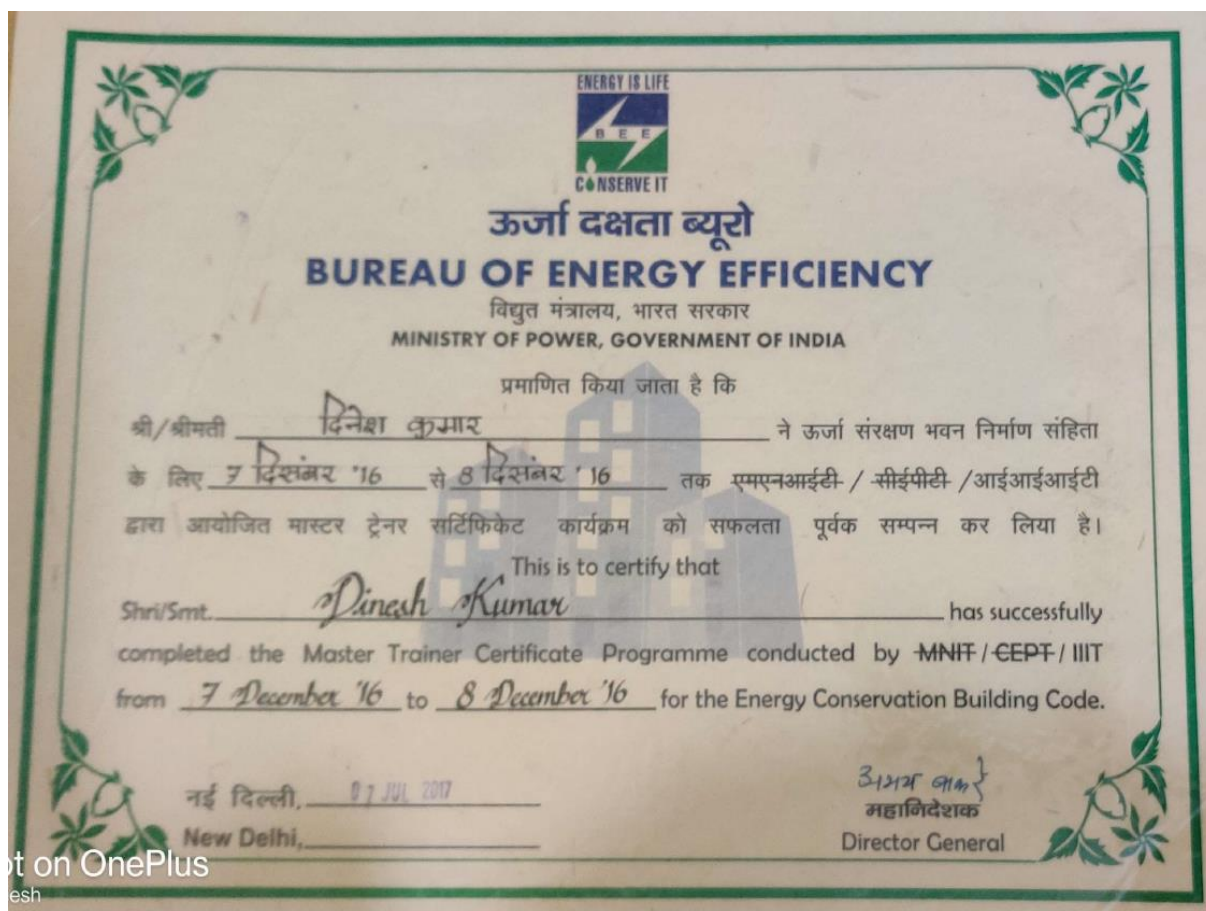 ENERGY IS LIFE
BEE
CONSERVE IT
ऊर्जा दक्षता ब्यूरो
BUREAU OF ENERGY EFFICIENCY
विद्युत मंत्रालय, भारत सरकार
MINISTRY OF POWER, GOVERNMENT OF INDIA
प्रमाणित किया जाता है कि
श्री/श्रीमती दिनेश कुमार ने ऊर्जा संरक्षण भवन निर्माण संहिता
के लिए 7 दिसंबर '16 से 8 दिसंबर '16 तक एमएनआईटी / सीईपीटी /आईआईआईटी
द्वारा आयोजित मास्टर ट्रेनर सर्टिफिकेट कार्यक्रम को सफलता पूर्वक सम्पन्न कर लिया है।
This is to certify that
Shri/Smt. Dinesh Kumar has successfully
completed the Master Trainer Certificate Programme conducted by MNIT / CEPT / IIIT
from 7 December '16 to 8 December '16 for the Energy Conservation Building Code.
अभय बाकरे
नई दिल्ली, 07 JUL 2017
महानिदेशक
New Delhi,
Director General
ot on OnePlus
esh